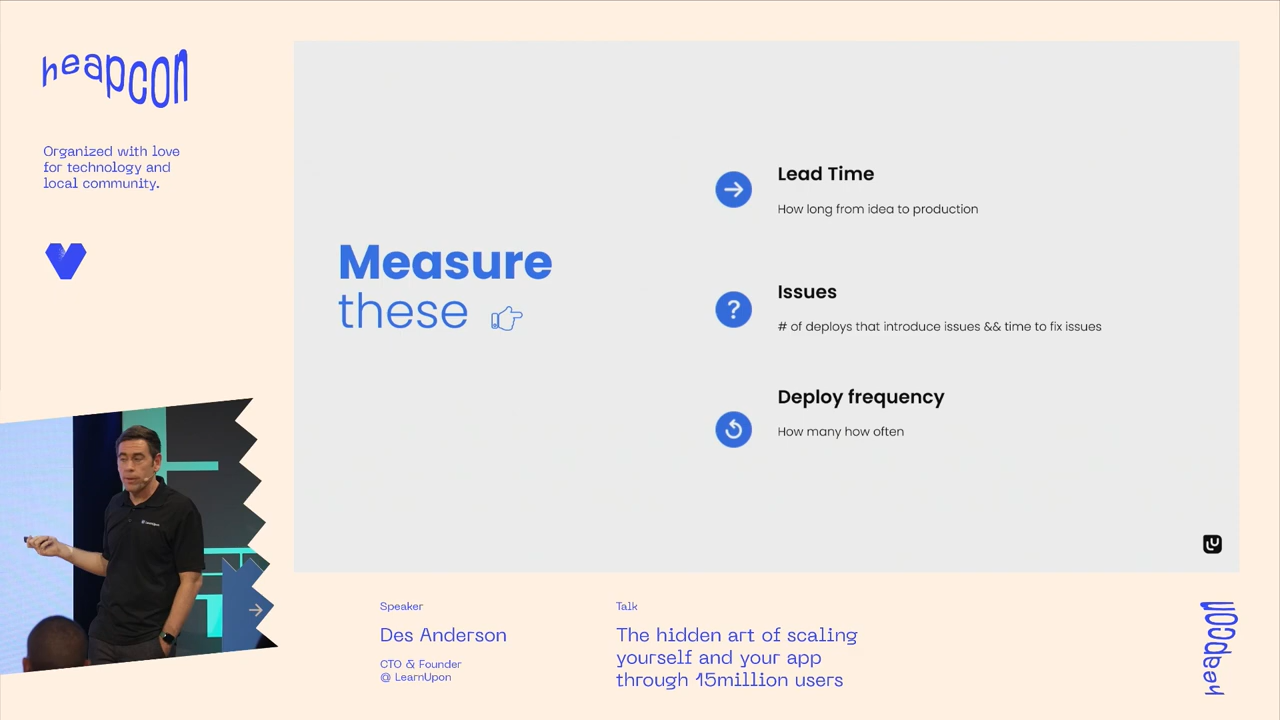 heapcon
Organized with love
for technology and
local community.
Measure
these
Lead Time
How long from idea to production
?
Issues
# of deploys that introduce issues && time to fix issues
Deploy frequency
How many how often
Speaker
Des Anderson
CTO & Founder
@ LearnUpon
Talk
The hidden art of scaling
yourself and your app
through 15million users
heapcon